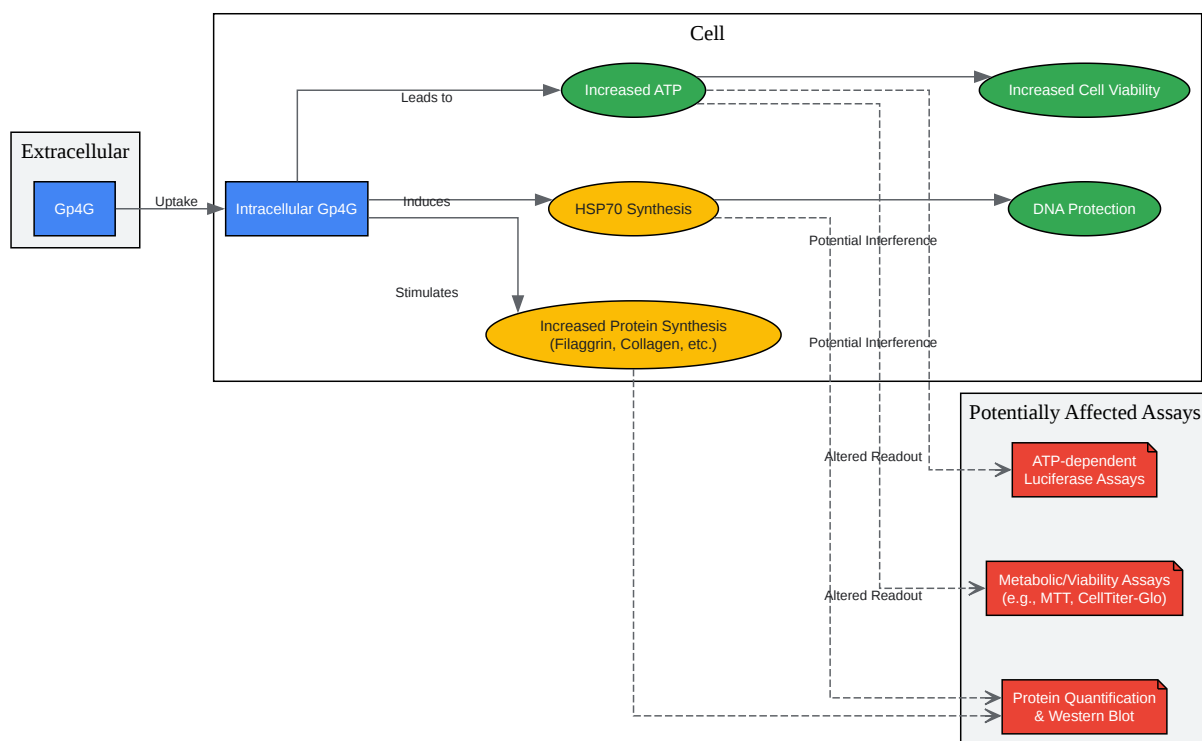 Cell
Increased ATP
Increased Cell Viability
Leads to
Extracellular
Gp4G
Uptake
Intracellular Gp4G
Induces
HSP70 Synthesis
DNA Protection
Potential Interference
Stimulates
Increased Protein Synthesis
(Filaggrin, Collagen, etc.)
Potential Interference
Potentially Affected Assays
Altered Readout
ATP-dependent
Luciferase Assays
Altered Readout
Metabolic/Viability Assays
(e.g., MTT, CellTiter-Glo)
Protein Quantification
& Western Blot